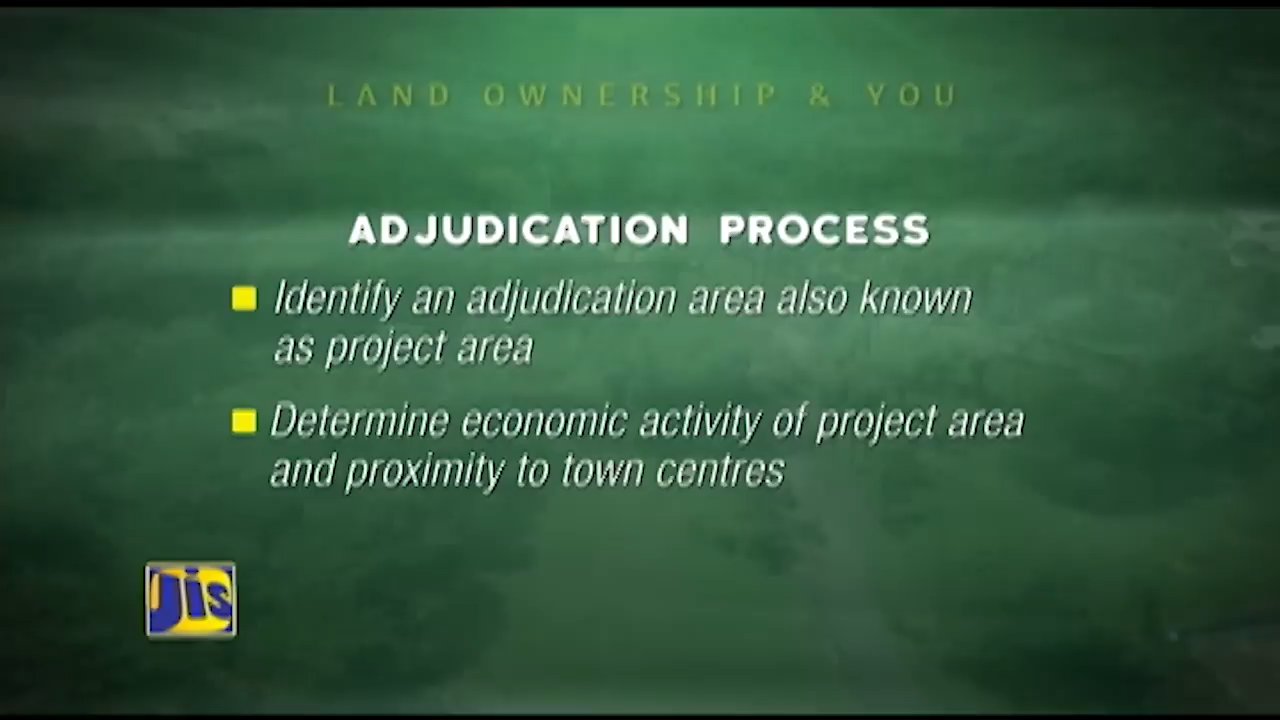 LAND OWNERSHIP & YOU
ADJUDICATION PROCESS
Identify an adjudication area also known
as project area
Determine economic activity of project area
and proximity to town centres
Jis